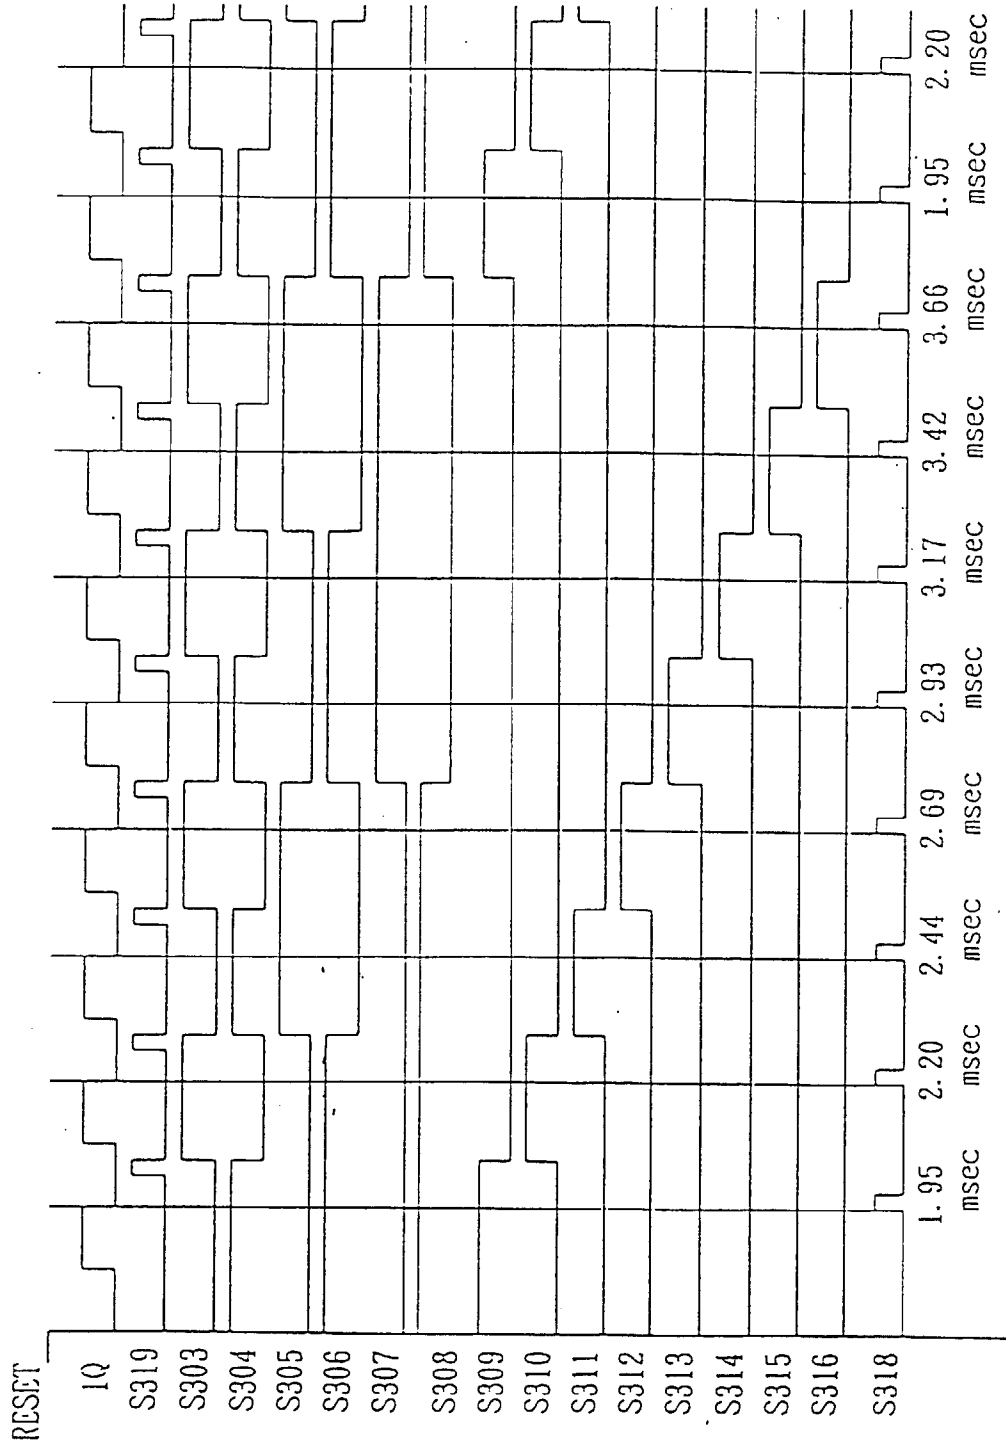 RESET
1Q
S319
S303
S304
S305
S306
S307
S308
S309
S310
S311
S312
S313
S314
S315
S316
S318
1.95 msec
2.20 msec
2.44 msec
2.69 msec
2.93 msec
3.17 msec
3.42 msec
3.66 msec
1.95 msec
2.20 msec